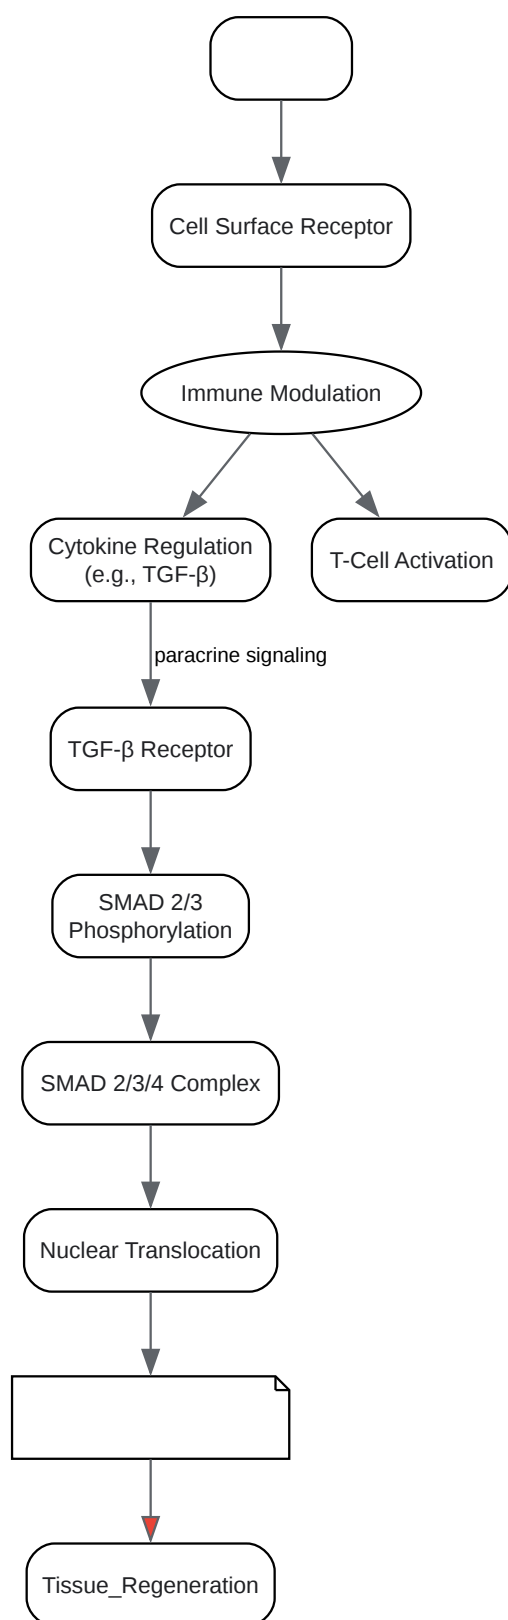 Cell Surface Receptor
Immune Modulation
Cytokine Regulation
(e.g., TGF-β)
T-Cell Activation
paracrine signaling
TGF-β Receptor
SMAD 2/3
Phosphorylation
SMAD 2/3/4 Complex
Nuclear Translocation
Tissue_Regeneration